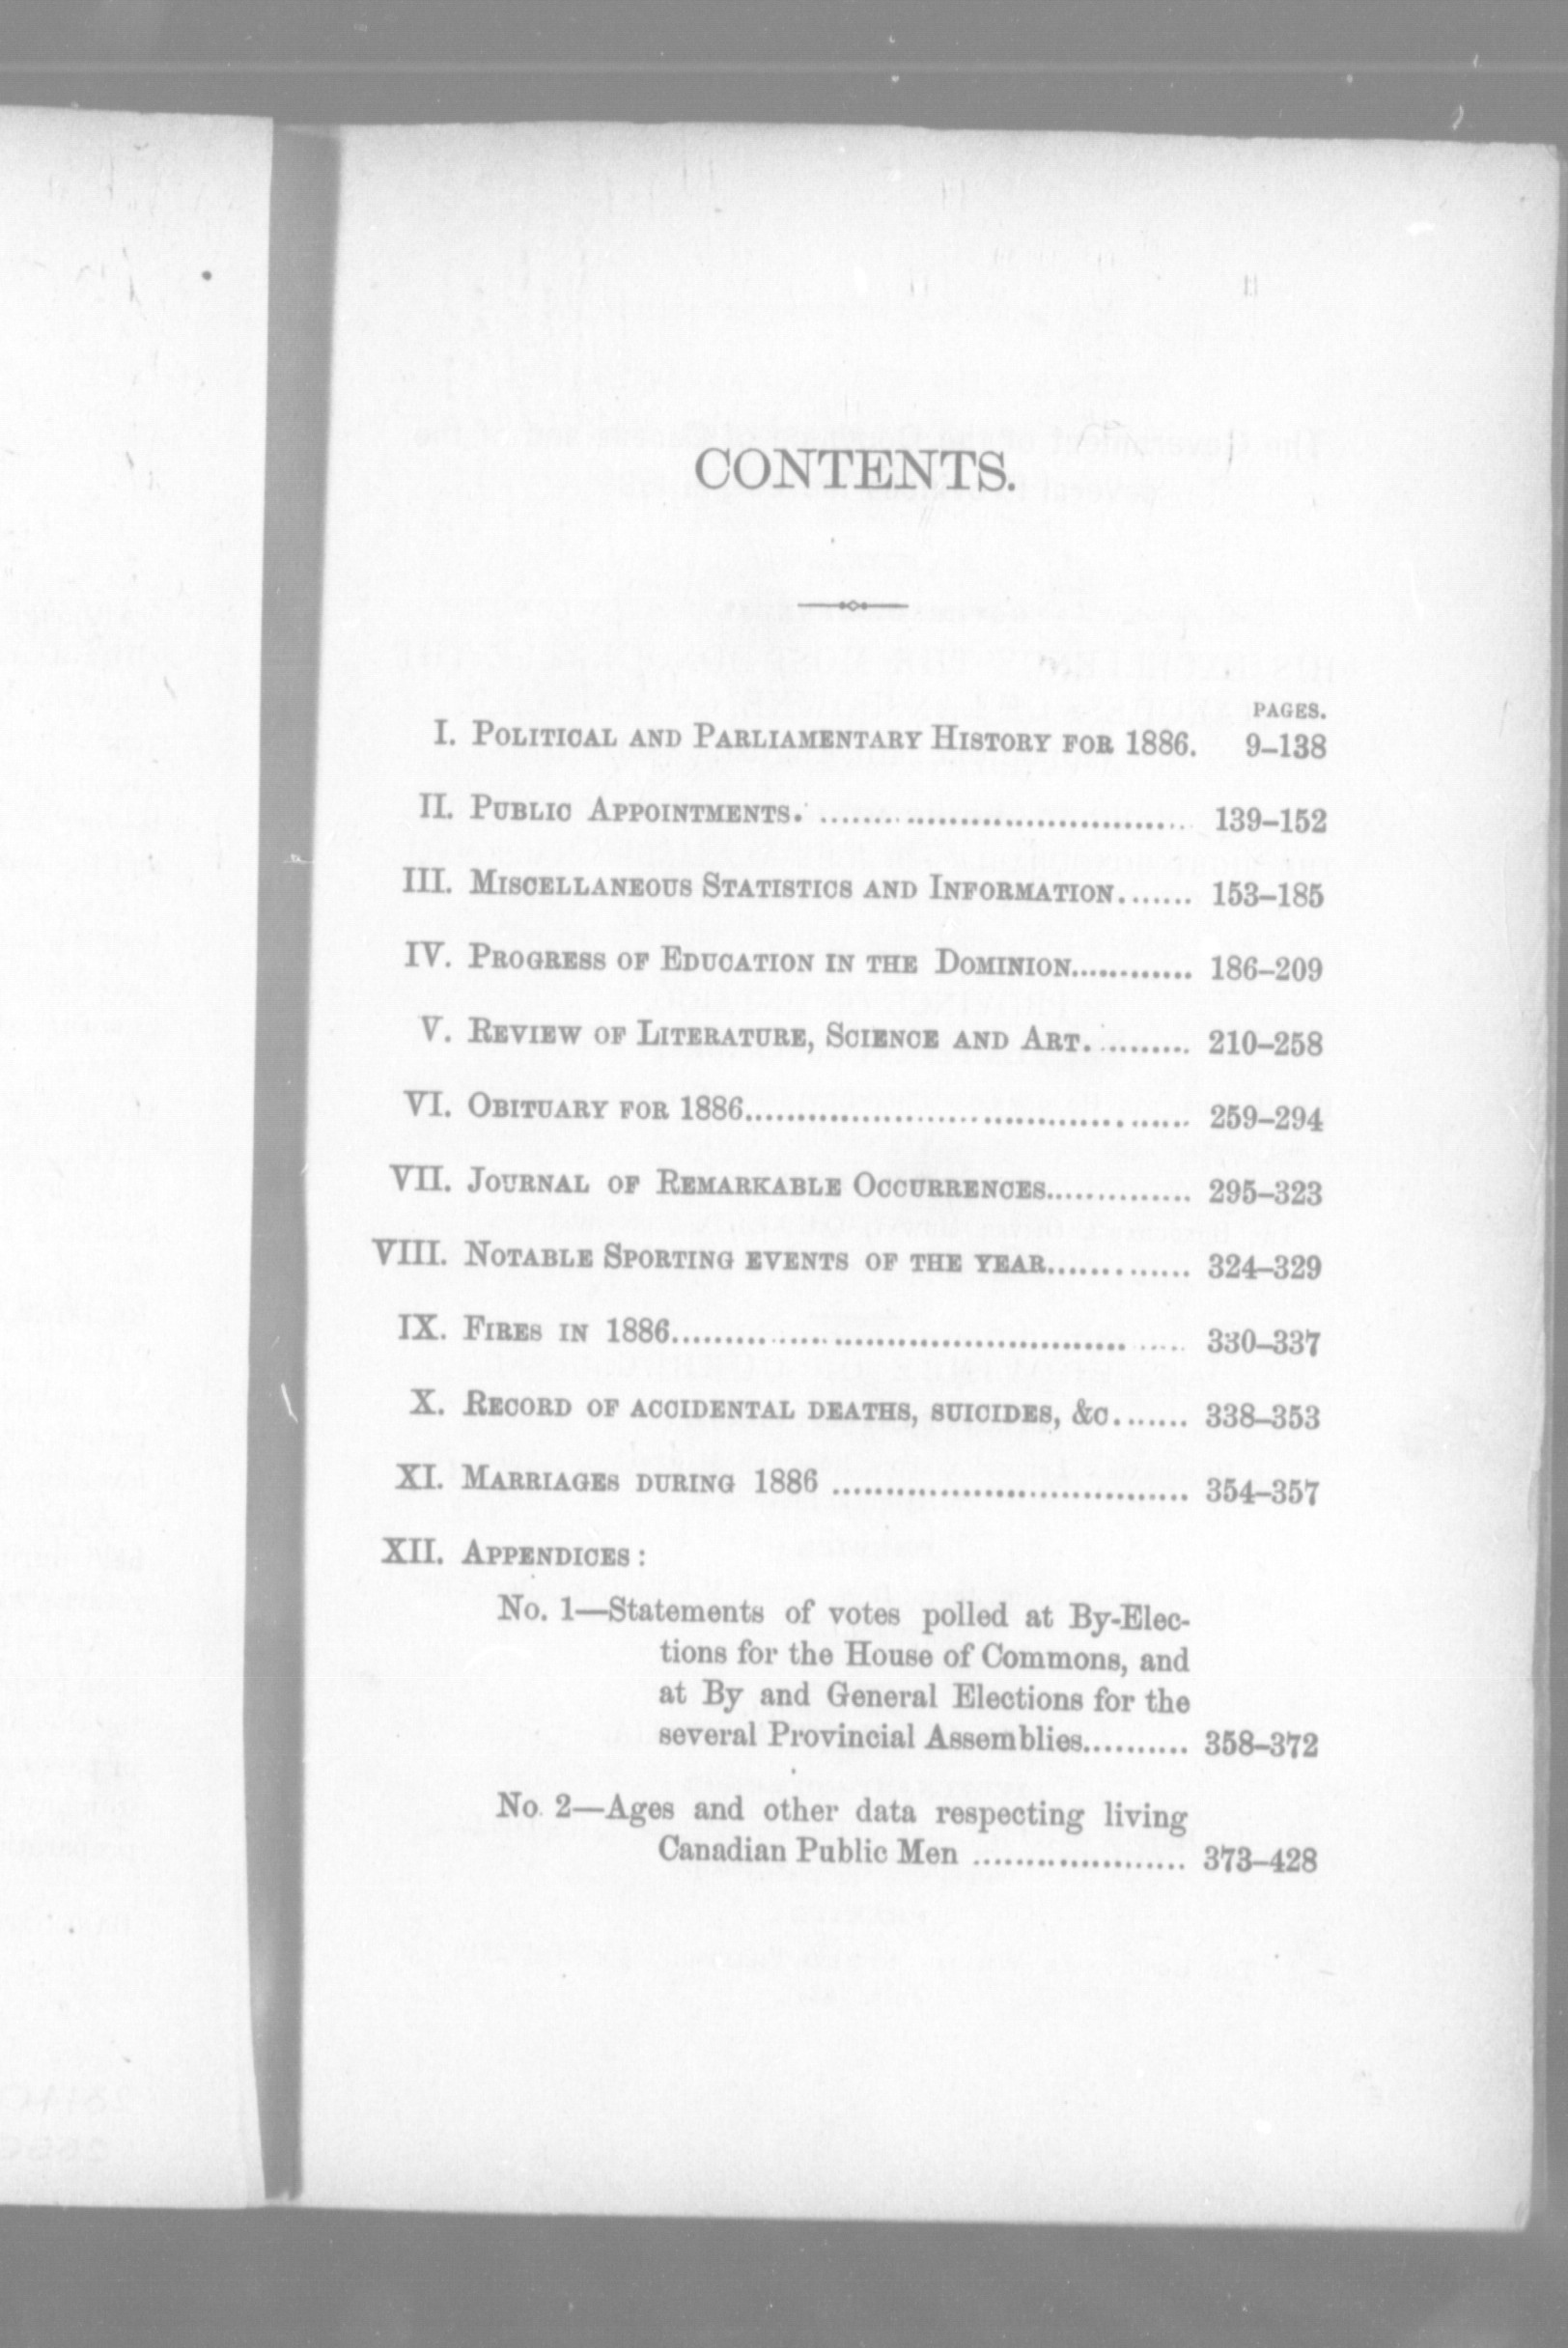 CONTENTS.
PAGES.
I. POLITICAL AND PARLIAMENTARY HISTORY FOR 1886. 9–138
II. PUBLIC APPOINTMENTS. ................................ 139–152
III. MISCELLANEOUS STATISTICS AND INFORMATION....... 153–185
IV. PROGRESS OF EDUCATION IN THE DOMINION............ 186–209
V. REVIEW OF LITERATURE, SCIENCE AND ART. ......... 210–258
VI. OBITUARY FOR 1886........................................ 259–294
VII. JOURNAL OF REMARKABLE OCCURRENCES.............. 295–323
VIII. NOTABLE SPORTING EVENTS OF THE YEAR............. 324–329
IX. FIRES IN 1886............................................. 330–337
X. RECORD OF ACCIDENTAL DEATHS, SUICIDES, &C....... 338–353
XI. MARRIAGES DURING 1886 ................................. 354–357
XII. APPENDICES:
No. 1—Statements of votes polled at By-Elec-
tions for the House of Commons, and
at By and General Elections for the
several Provincial Assemblies.......... 358–372
No. 2—Ages and other data respecting living
Canadian Public Men .................... 373–428